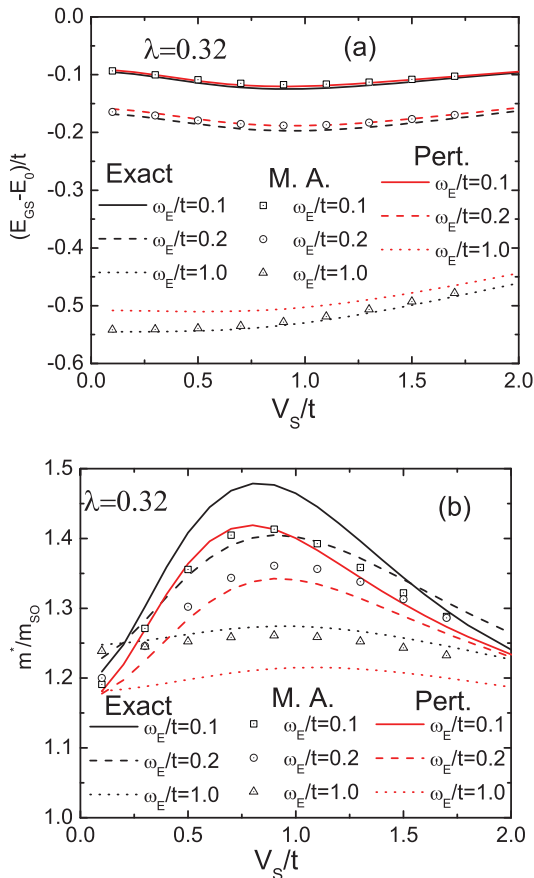 -0.0
λ=0.32
(a)
-0.1
-0.2
-0.3
-0.4
-0.5
-0.6
(E_GS-E_0)/t
Exact
M. A.
Pert.
ω_E/t=0.1
ω_E/t=0.1
ω_E/t=0.1
ω_E/t=0.2
ω_E/t=0.2
ω_E/t=0.2
ω_E/t=1.0
ω_E/t=1.0
ω_E/t=1.0
0.0 0.5 1.0 1.5 2.0
V_S/t
λ=0.32
(b)
1.5
1.4
1.3
1.2
1.1
1.0
m*/m_SO
Exact
M. A.
Pert.
ω_E/t=0.1
ω_E/t=0.1
ω_E/t=0.1
ω_E/t=0.2
ω_E/t=0.2
ω_E/t=0.2
ω_E/t=1.0
ω_E/t=1.0
ω_E/t=1.0
0.0 0.5 1.0 1.5 2.0
V_S/t